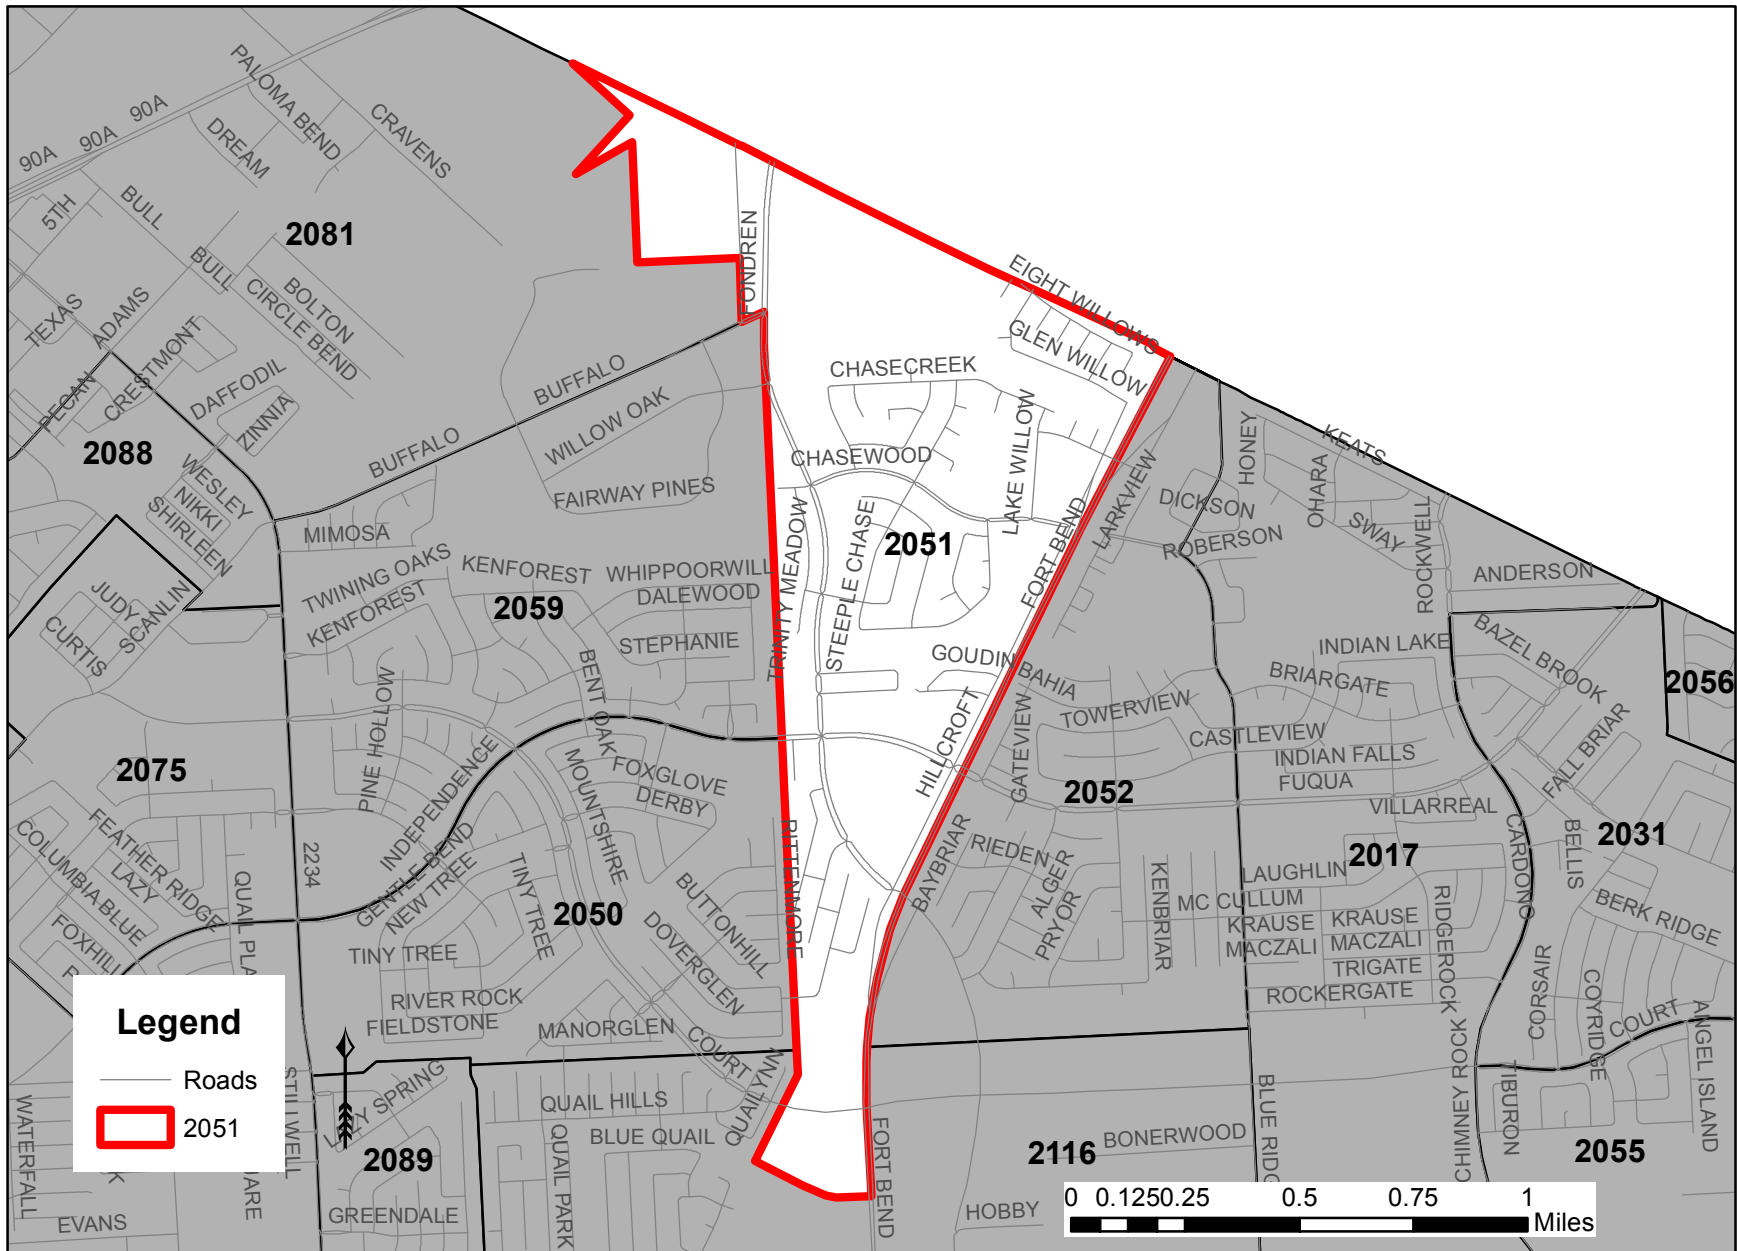 90A
90A
90A
PALOMA BEND
CRAVENS
DREAM
5TH
BULL
2081
BULL
BOLTON
CIRCLE BEND
FONDREN
EIGHT WILLOWS
GLEN WILLOW
TEXAS
ADAMS
CRESTMONT
PECAN
DAFFODIL
ZINNIA
BUFFALO
BUFFALO
WILLOW OAK
FAIRWAY PINES
CHASECREEK
CHASEWOOD
LAKE WILLOW
HONEY
KEATS
OHARA
2088
WESLEY
NIKKI
SHIRLEEN
MIMOSA
TRINITY MEADOW
STEEPLE CHASE
2051
FORT BEND
LARKVIEW
DICKSON
ROBERSON
SWAY
ROCKWELL
ANDERSON
TWINING OAKS
KENFOREST
KENFOREST
WHIPPOORWILL
DALEWOOD
2059
STEPHANIE
JUDY
SCANLIN
CURTIS
BENT OAK
GOUDIN
BAHIA
INDIAN LAKE
BRIARGATE
BAZEL BROOK
2056
TOWERVIEW
CASTLEVIEW
INDIAN FALLS
FUQUA
FALL BRIAR
PINE HOLLOW
INDEPENDENCE
MOUNTSHIRE
FOXGLOVE
DERBY
HILLCROFT
GATEVIEW
2052
VILLARREAL
2075
FEATHER RIDGE
COLUMBIA BLUE
LAZY
FOXHILL
2234
GENTLE BEND
NEW TREE
TINY TREE
TINY TREE
RITTENMORE
BAYBRIAR
RIEDEN
ALGER
PRYOR
KENBRIAR
LAUGHLIN
2017
CARDONO
BELLIS
2031
MC CULLUM
KRAUSE
KRAUSE
MACZALI
MACZALI
TRIGATE
ROCKERGATE
RIDGEROCK
BERK RIDGE
2050
BUTTONHILL
DOVERGLEN
QUAIL PLA
RIVER ROCK
FIELDSTONE
MANORGLEN
COURT
QUAILYNN
CORSAIR
COYRIDGE
COURT
ANGEL ISLAND
Legend
Roads
2051
STILLWELL
LAZY SPRING
WATERFALL
QUAIL HILLS
BLUE QUAIL
QUAIL PARK
2089
GREENDALE
EVANS
UARE
FORT BEND
2116
BONERWOOD
HOBBY
BLUE RIDG
CHIMNEY ROCK
TIBURON
2055
0 0.125 0.25 0.5 0.75 1
Miles